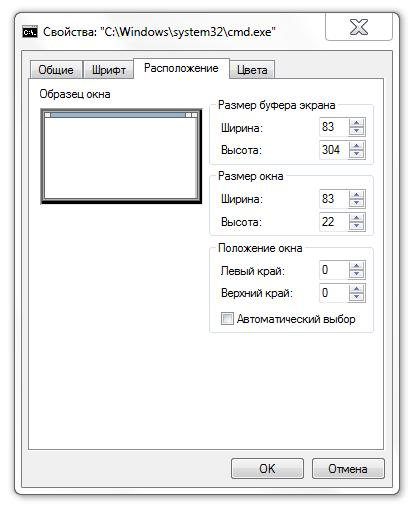 Свойства: "C:\Windows\system32\cmd.exe"
Общие Шрифт Расположение Цвета
Образец окна
Размер буфера экрана
Ширина: 83
Высота: 304
Размер окна
Ширина: 83
Высота: 22
Положение окна
Левый край: 0
Верхний край: 0
Автоматический выбор
OK Отмена